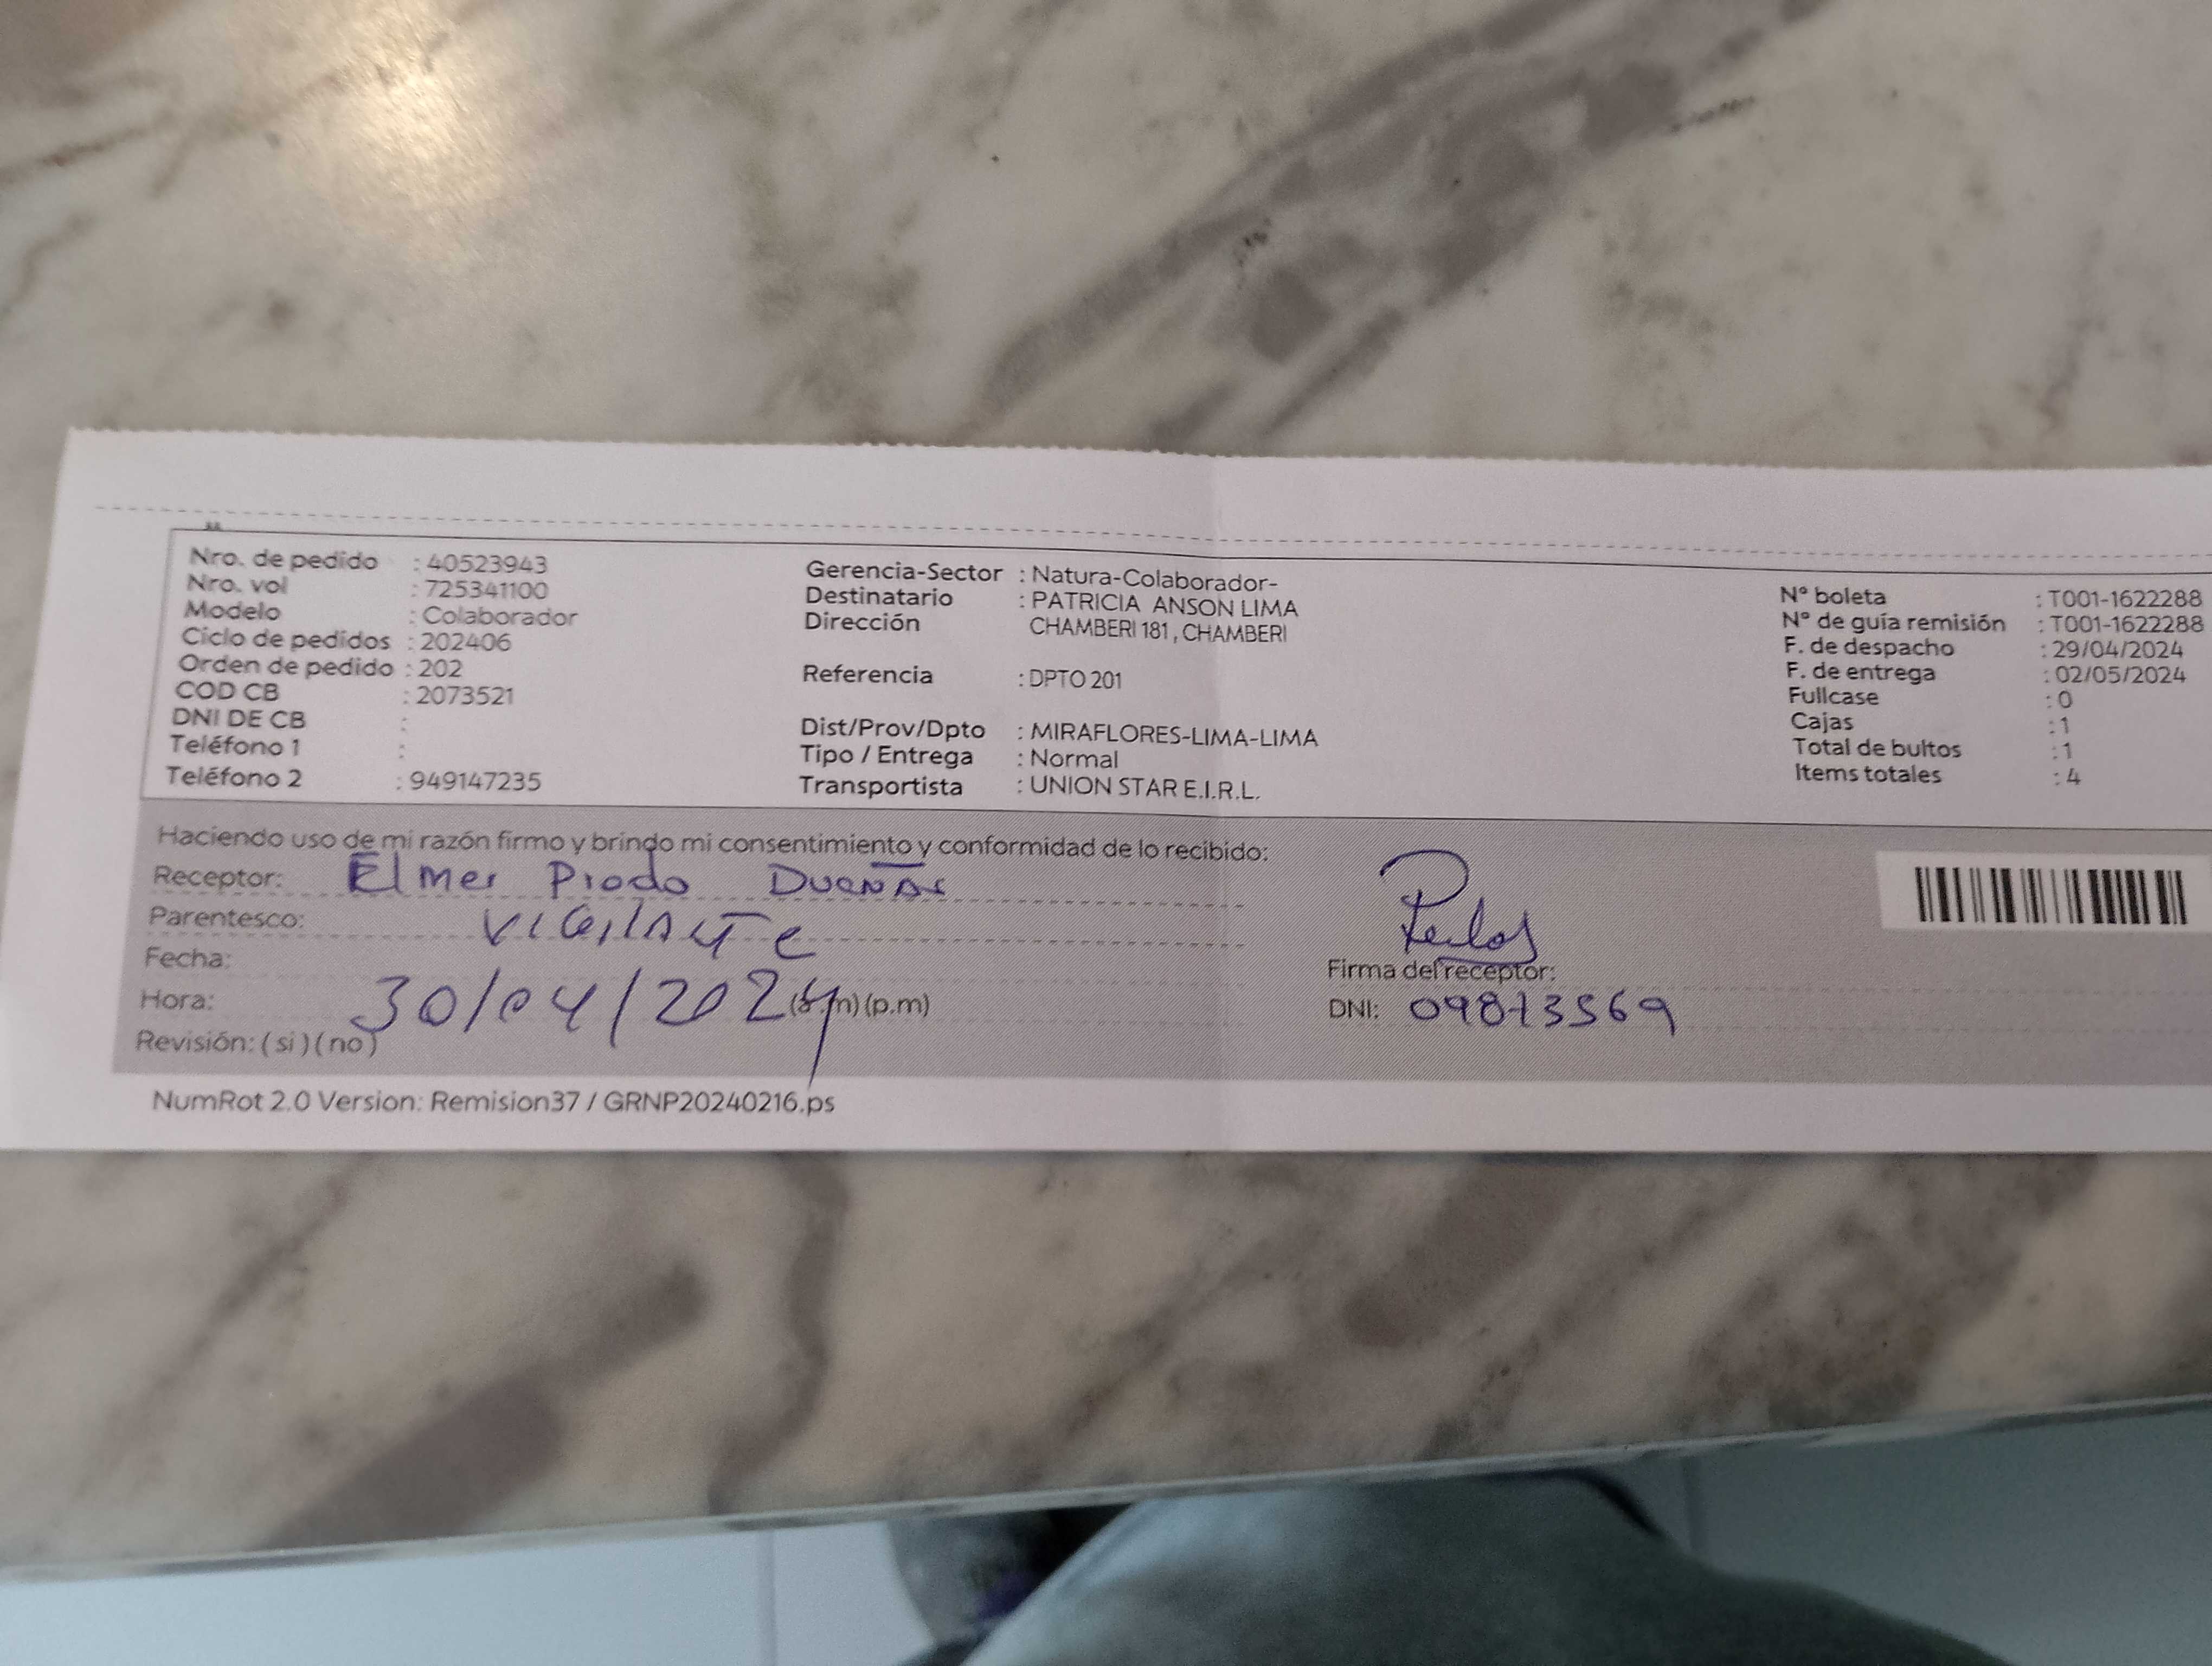 Nro. de pedido : 40523943
Nro. vol : 725341100
Modelo : Colaborador
Ciclo de pedidos : 202406
Orden de pedido : 202
COD CB : 2073521
DNI DE CB :
Teléfono 1 :
Teléfono 2 : 949147235
Gerencia-Sector : Natura-Colaborador-
Destinatario : PATRICIA ANSON LIMA
Dirección CHAMBERI 181 , CHAMBERI
Referencia : DPTO 201
Dist/Prov/Dpto : MIRAFLORES-LIMA-LIMA
Tipo / Entrega : Normal
Transportista : UNION STAR E.I.R.L.
N° boleta : T001-1622288
N° de guía remisión : T001-1622288
F. de despacho : 29/04/2024
F. de entrega : 02/05/2024
Fullcase : 0
Cajas : 1
Total de bultos : 1
Items totales : 4
Haciendo uso de mi razón firmo y brindo mi consentimiento y conformidad de lo recibido:
Receptor: Elmer Prado Dueñas
Parentesco: Vigilante
Fecha:
Hora: 30/04/2024 (a.m) (p.m)
Revisión: ( si ) ( no )
Firma del receptor:
DNI: 09813569
NumRot 2.0 Version: Remision37 / GRNP20240216.ps